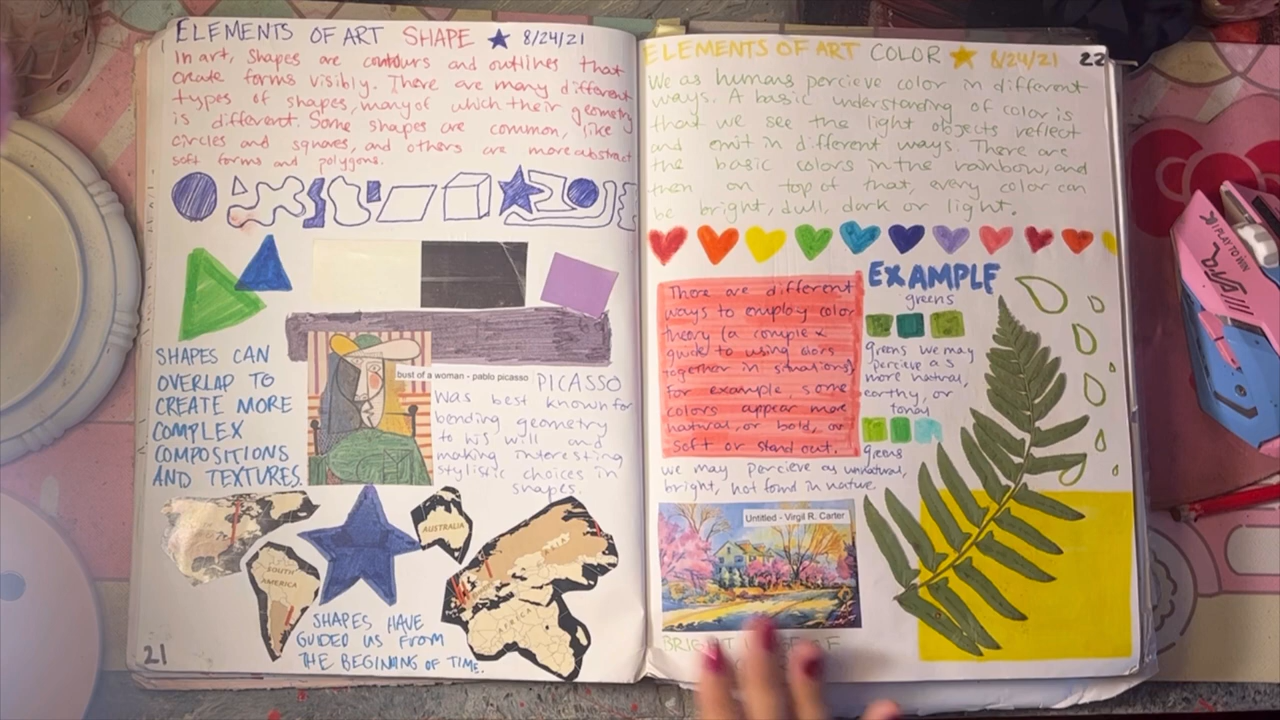 ELEMENTS OF ART SHAPE 8/24/21
In art, Shapes are contours and outlines that
create forms visibly. There are many different
types of shapes, many of which their geometry
is different. Some shapes are common, like
circles and squares, and others are more abstract
soft forms and polygons.
SHAPES CAN
OVERLAP TO
CREATE MORE
COMPLEX
COMPOSITIONS
AND TEXTURES.
bust of a woman - pablo picasso
PICASSO
was best known for
bending geometry
to his will and
making interesting
stylistic choices in
shapes.
AUSTRALIA
SOUTH
AMERICA
AFRICA
SHAPES HAVE
GUIDED US FROM
THE BEGINING OF TIME.
21
ELEMENTS OF ART COLOR 8/24/21 22
We as humans percieve color in different
ways. A basic understanding of color is
that we see the light objects reflect
and emit in different ways. There are
the basic colors in the rainbow, and
then on top of that, every color can
be bright, dull, dark or light.
There are different
ways to employ color
theory (a complex
guide to using colors
together in situations)
For example, some
colors appear more
natural, or bold, or
soft or stand out.
EXAMPLE
greens
greens we may
percieve as
more natural,
earthy, or
greens
we may percieve as unnatural,
bright, not found in nature.
Untitled - Virgil R. Carter
I PLAY TO WIN